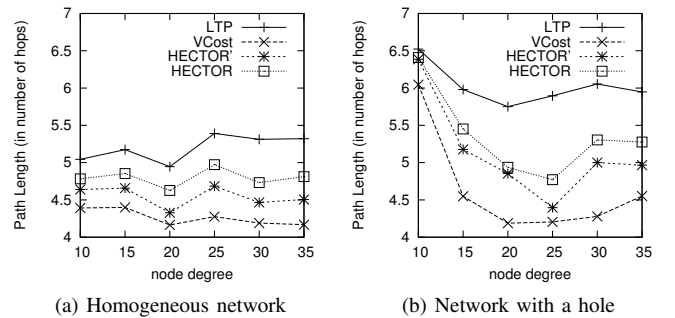 7
6.5
6
5.5
5
4.5
4
Path Length (in number of hops)
LTP
VCost
HECTOR'
HECTOR
10 15 20 25 30 35
node degree
(a) Homogeneous network
7
6.5
6
5.5
5
4.5
4
Path Length (in number of hops)
LTP
VCost
HECTOR'
HECTOR
10 15 20 25 30 35
node degree
(b) Network with a hole